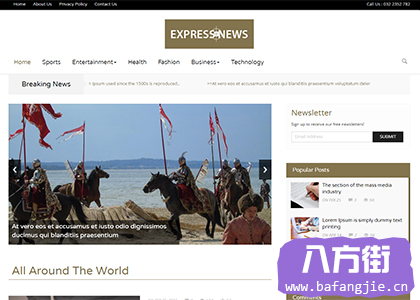 Home About Us Privacy Policy Contact Us Call Us : 032 2352 782
EXPRESS NEWS
Home Sports Entertainment Health Fashion Business Technology
Breaking News Ipsum used since the 1500s is reproduced.. ** At vero eos et accusamus et iusto odio dignissimos ducimus qui blanditiis praesentium voluptatum deler
Newsletter
Sign up to receive our free newsletters!
Email Address SUBMIT
At vero eos et accusamus et iusto odio dignissimos
ducimus qui blanditiis praesentium
Popular Posts
The section of the mass media
industry
Lorem Ipsum is simply dummy text
printing
All Around The World
八方街
www.bafangjie.cn